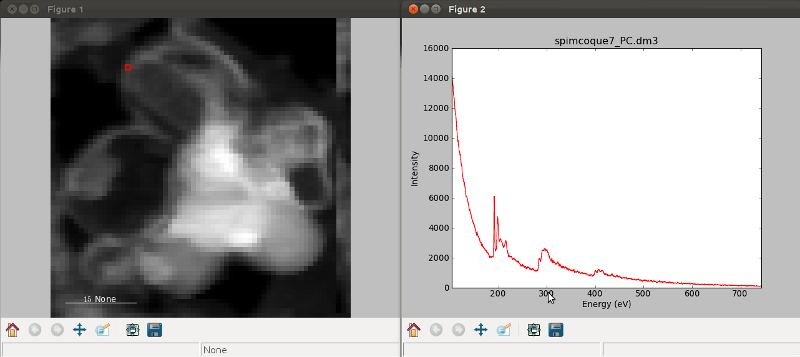 Figure 1
15 None
None
Figure 2
spimcoque7_PC.dm3
16000
14000
12000
10000
8000
6000
4000
2000
0
Intensity
200 300 400 500 600 700
Energy (eV)